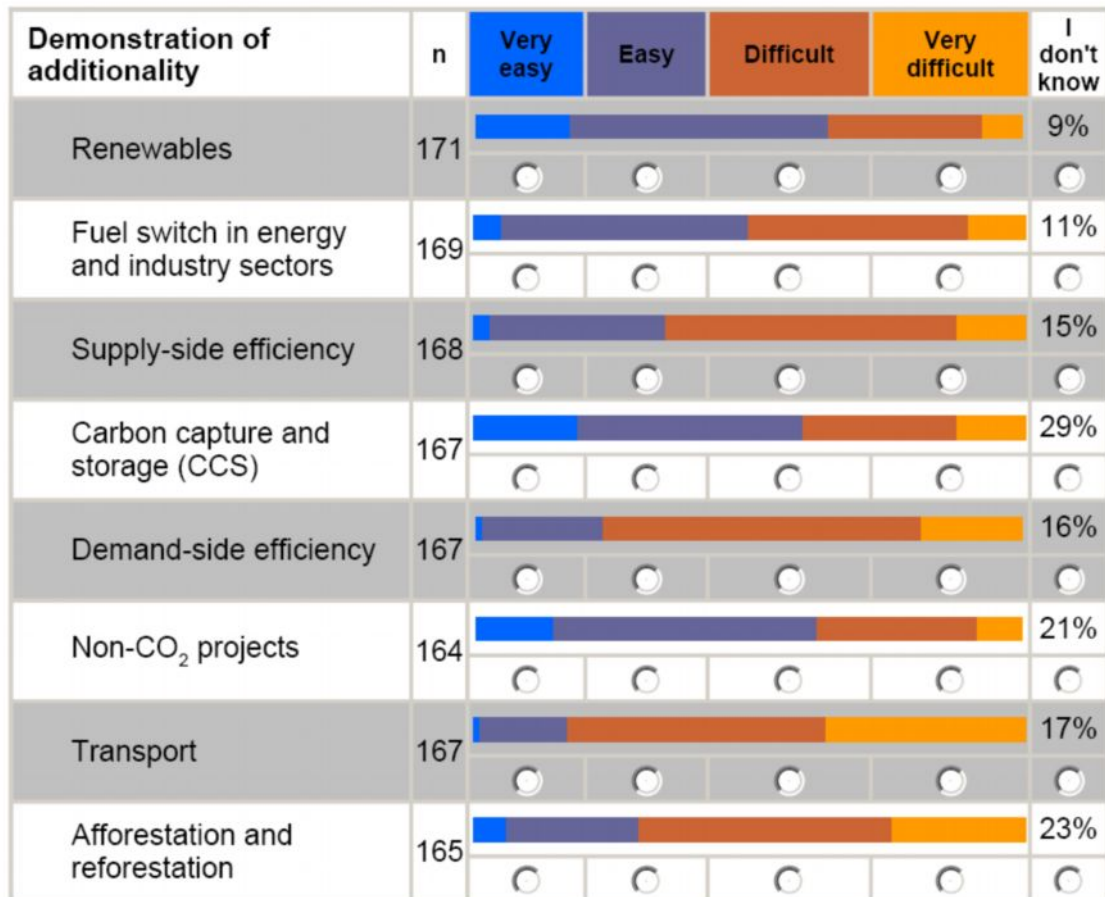 Demonstration of
additionality
n
Very
easy
Easy
Difficult
Very
difficult
I
don't
know
Renewables
171
9%
Fuel switch in energy
and industry sectors
169
11%
Supply-side efficiency
168
15%
Carbon capture and
storage (CCS)
167
29%
Demand-side efficiency
167
16%
Non-CO₂ projects
164
21%
Transport
167
17%
Afforestation and
reforestation
165
23%